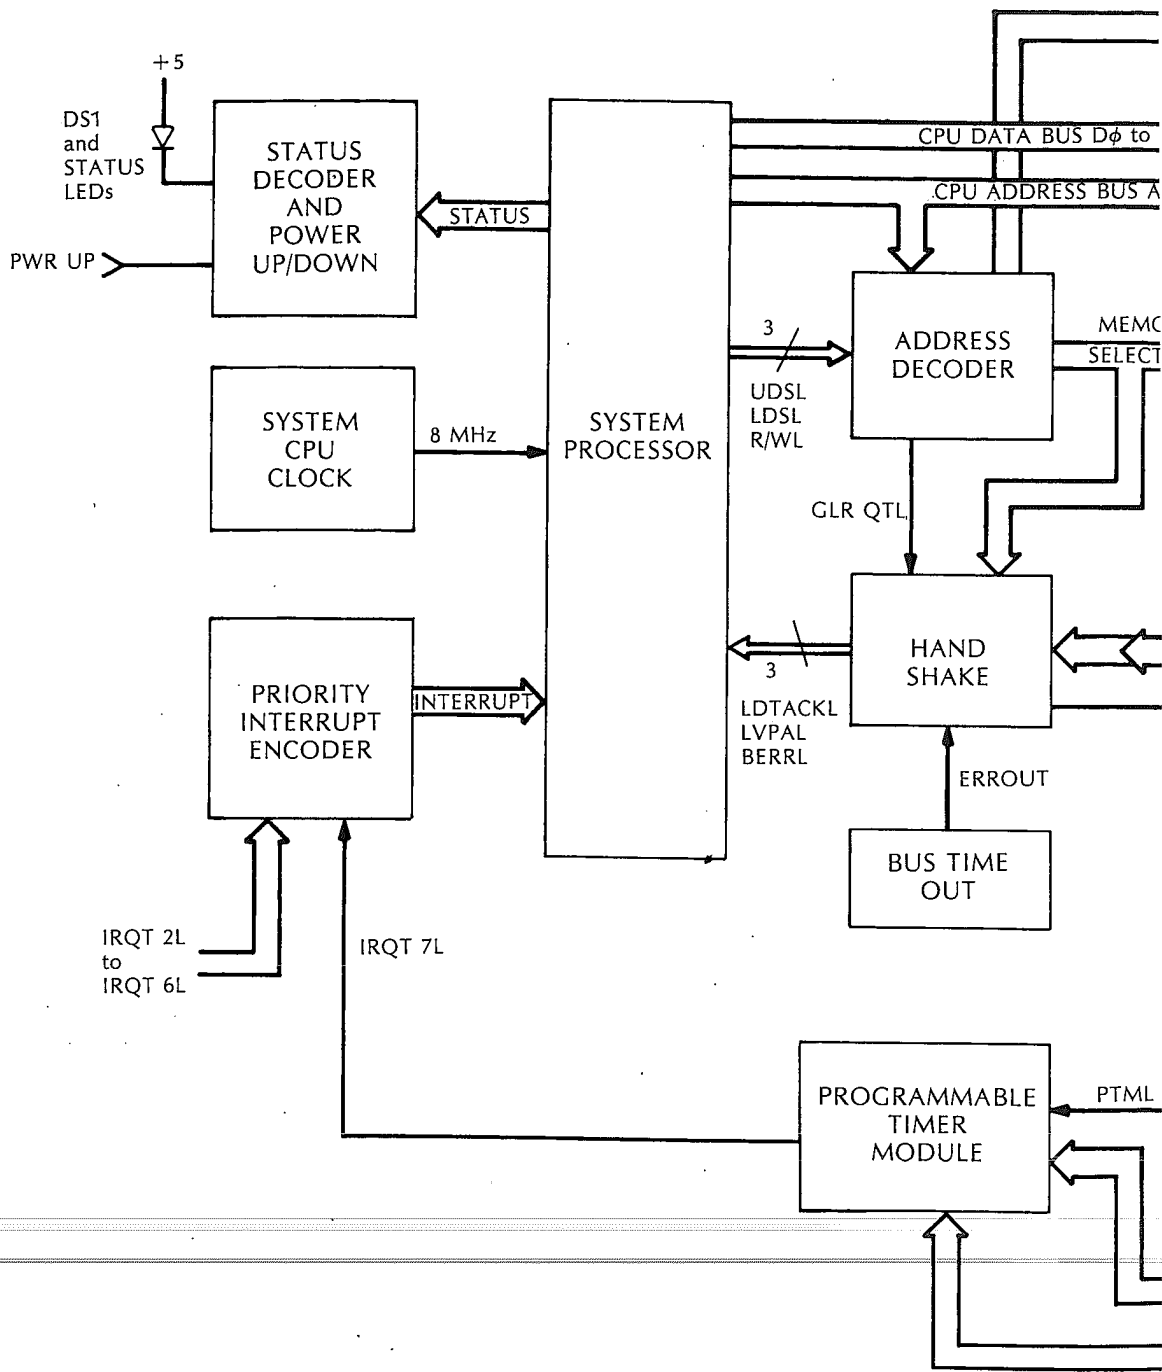 +5
DS1
and
STATUS
LEDs
STATUS
DECODER
AND
POWER
UP/DOWN
PWR UP
STATUS
CPU DATA BUS Dϕ to
CPU ADDRESS BUS A
SYSTEM
CPU
CLOCK
8 MHz
SYSTEM
PROCESSOR
3
UDSL
LDSL
R/WL
ADDRESS
DECODER
SELECT
GLR QTL
PRIORITY
INTERRUPT
ENCODER
INTERRUPT
HAND
SHAKE
3
LDTACKL
LVPAL
BERRL
ERROUT
BUS TIME
OUT
IRQT 2L
to
IRQT 6L
IRQT 7L
PROGRAMMABLE
TIMER
MODULE
PTML